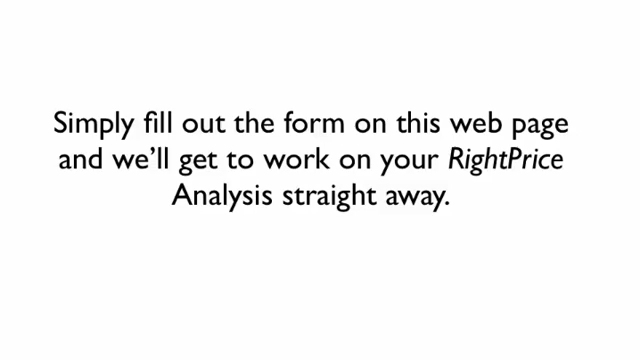 Simply fill out the form on this web page
and we’ll get to work on your RightPrice
Analysis straight away.